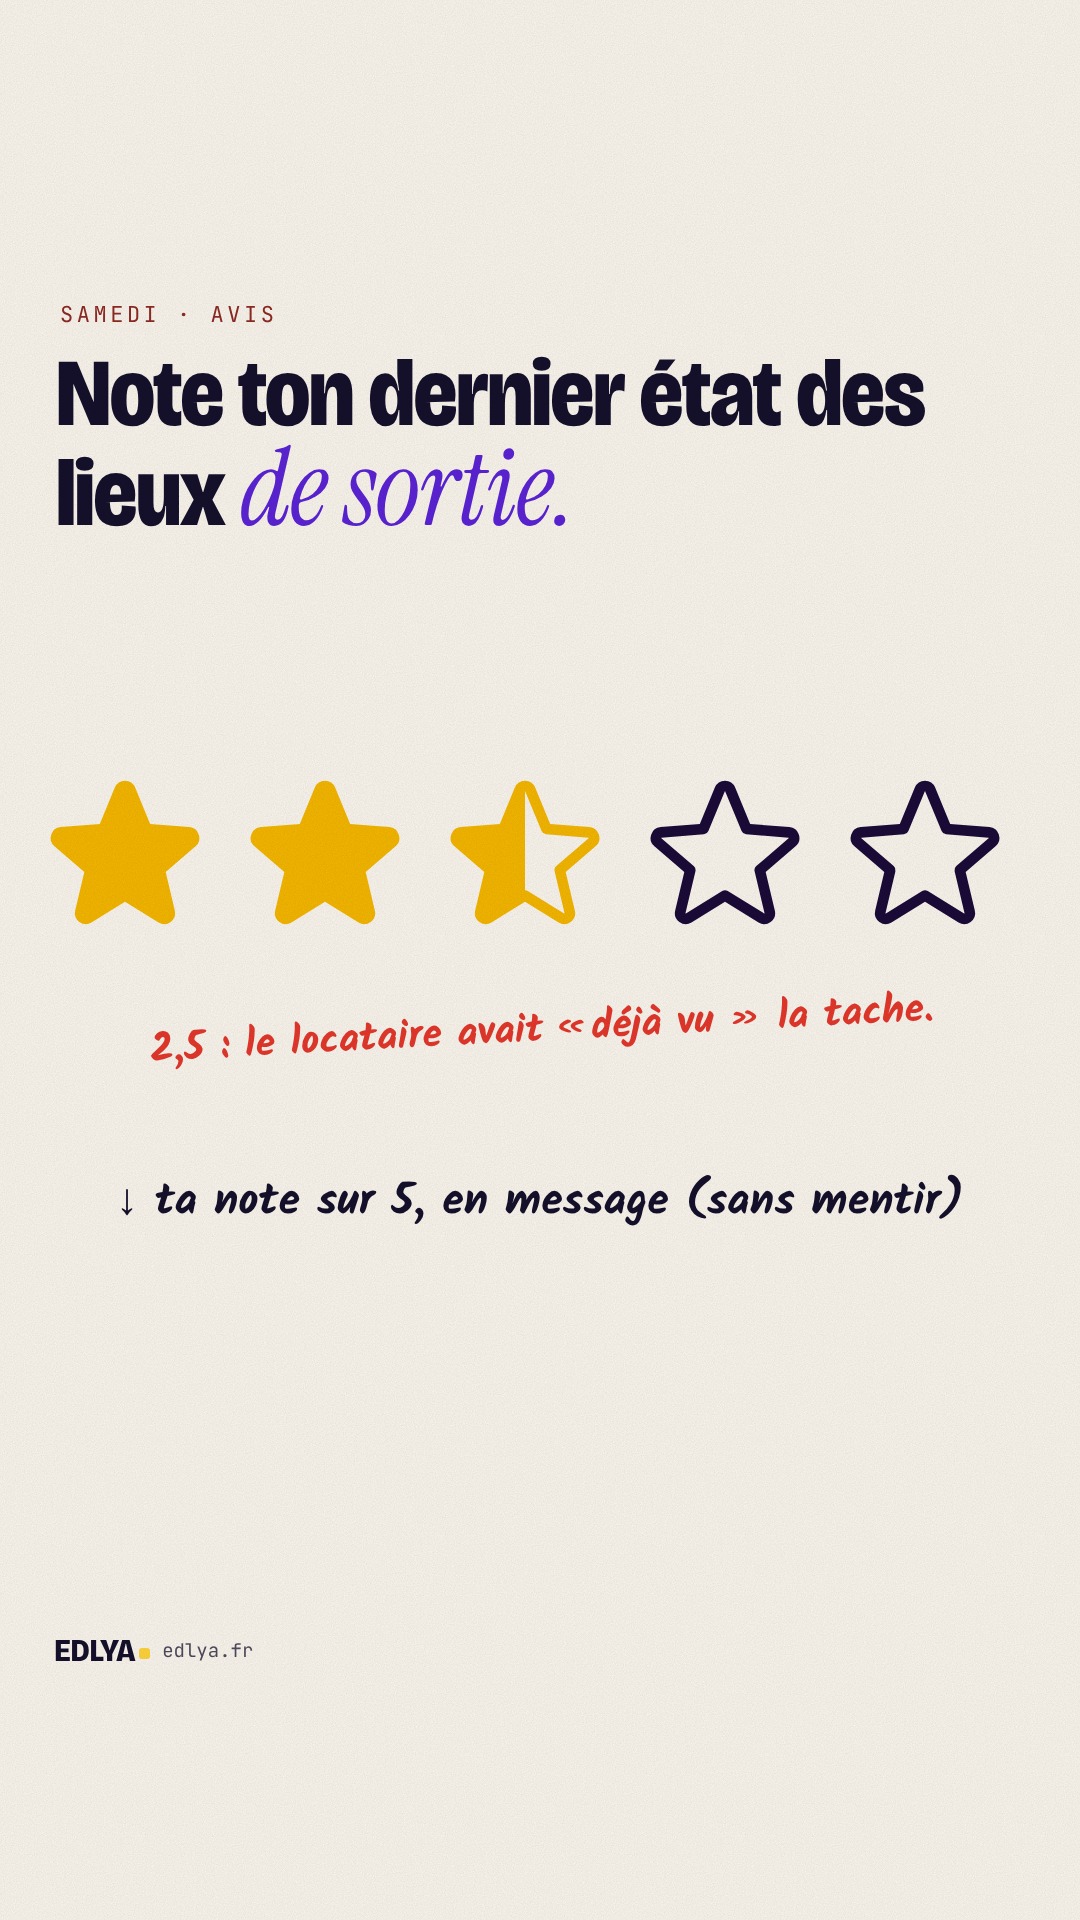 SAMEDI · AVIS
Note ton dernier état des
lieux de sortie.
2,5 : le locataire avait « déjà vu » la tache.
↓ ta note sur 5, en message (sans mentir)
EDLYA. edlya.fr